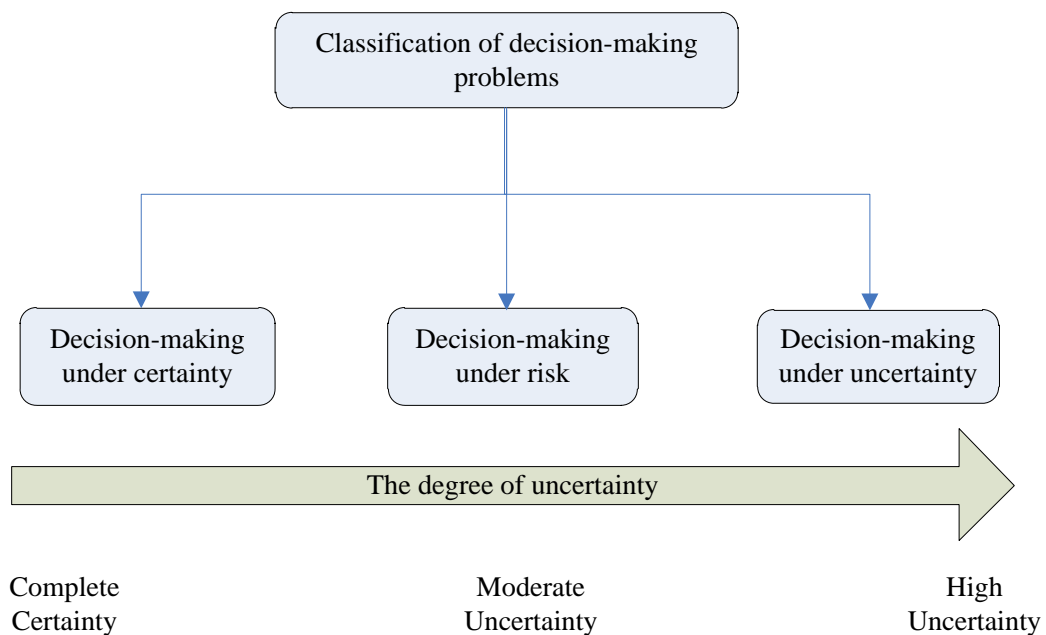 Classification of decision-making
problems
Decision-making
under certainty
Decision-making
under risk
Decision-making
under uncertainty
The degree of uncertainty
Complete
Certainty
Moderate
Uncertainty
High
Uncertainty